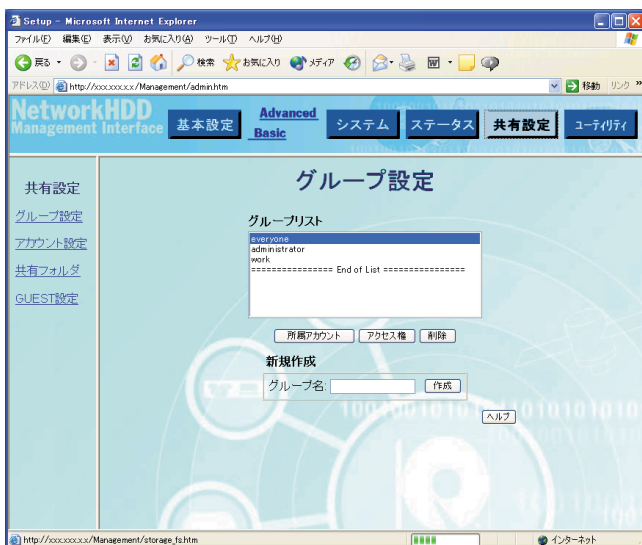 Setup - Microsoft Internet Explorer
ファイル(F) 編集(E) 表示(V) お気に入り(A) ツール(T) ヘルプ(H)
戻る 検索 お気に入り メディア
アドレス(D) http://xxx.xxx.x.x/Management/admin.htm 移動 リンク »
NetworkHDD
Management Interface
基本設定
Advanced
Basic
システム
ステータス
共有設定
ユーティリティ
共有設定
グループ設定
アカウント設定
共有フォルダ
GUEST設定
グループ設定
グループリスト
everyone
administrator
work
================ End of List ================
所属アカウント アクセス権 削除
新規作成
グループ名: 作成
ヘルプ
http://xxx.xxx.x.x/Management/storage_fs.htm インターネット